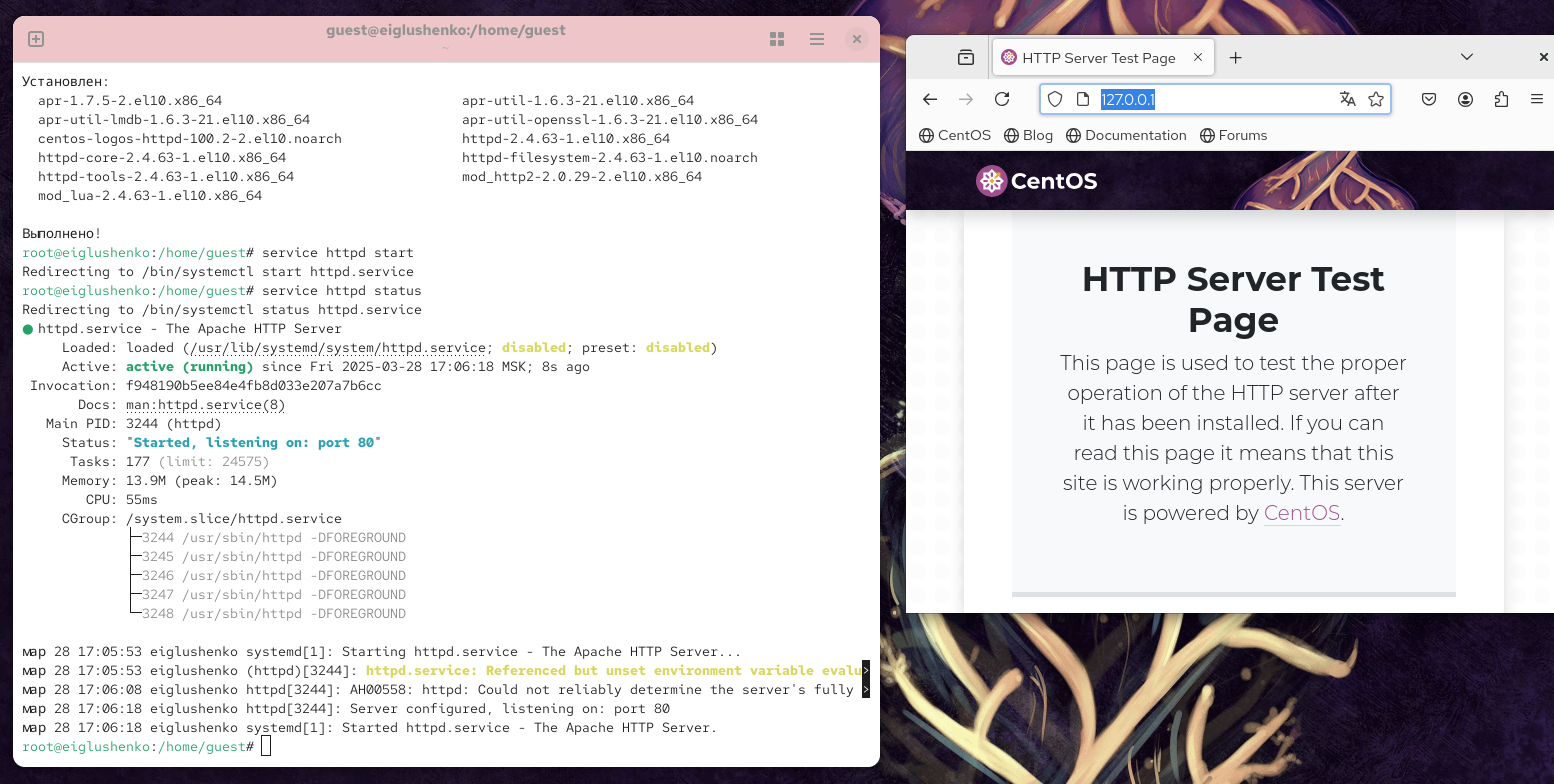 guest@eiglushenko:/home/guest
~
Установлен:
apr-1.7.5-2.el10.x86_64 apr-util-1.6.3-21.el10.x86_64
apr-util-lmdb-1.6.3-21.el10.x86_64 apr-util-openssl-1.6.3-21.el10.x86_64
centos-logos-httpd-100.2-2.el10.noarch httpd-2.4.63-1.el10.x86_64
httpd-core-2.4.63-1.el10.x86_64 httpd-filesystem-2.4.63-1.el10.noarch
httpd-tools-2.4.63-1.el10.x86_64 mod_http2-2.0.29-2.el10.x86_64
mod_lua-2.4.63-1.el10.x86_64
Выполнено!
root@eiglushenko:/home/guest# service httpd start
Redirecting to /bin/systemctl start httpd.service
root@eiglushenko:/home/guest# service httpd status
Redirecting to /bin/systemctl status httpd.service
● httpd.service - The Apache HTTP Server
Loaded: loaded (/usr/lib/systemd/system/httpd.service; disabled; preset: disabled)
Active: active (running) since Fri 2025-03-28 17:06:18 MSK; 8s ago
Invocation: f948190b5ee84e4fb8d033e207a7b6cc
Docs: man:httpd.service(8)
Main PID: 3244 (httpd)
Status: "Started, listening on: port 80"
Tasks: 177 (limit: 24575)
Memory: 13.9M (peak: 14.5M)
CPU: 55ms
CGroup: /system.slice/httpd.service
├─3244 /usr/sbin/httpd -DFOREGROUND
├─3245 /usr/sbin/httpd -DFOREGROUND
├─3246 /usr/sbin/httpd -DFOREGROUND
├─3247 /usr/sbin/httpd -DFOREGROUND
└─3248 /usr/sbin/httpd -DFOREGROUND
мар 28 17:05:53 eiglushenko systemd[1]: Starting httpd.service - The Apache HTTP Server...
мар 28 17:05:53 eiglushenko (httpd)[3244]: httpd.service: Referenced but unset environment variable evalu>
мар 28 17:06:08 eiglushenko httpd[3244]: AH00558: httpd: Could not reliably determine the server's fully >
мар 28 17:06:18 eiglushenko httpd[3244]: Server configured, listening on: port 80
мар 28 17:06:18 eiglushenko systemd[1]: Started httpd.service - The Apache HTTP Server.
root@eiglushenko:/home/guest#
HTTP Server Test Page
127.0.0.1
CentOS Blog Documentation Forums
CentOS
HTTP Server Test
Page
This page is used to test the proper
operation of the HTTP server after
it has been installed. If you can
read this page it means that this
site is working properly. This server
is powered by CentOS.